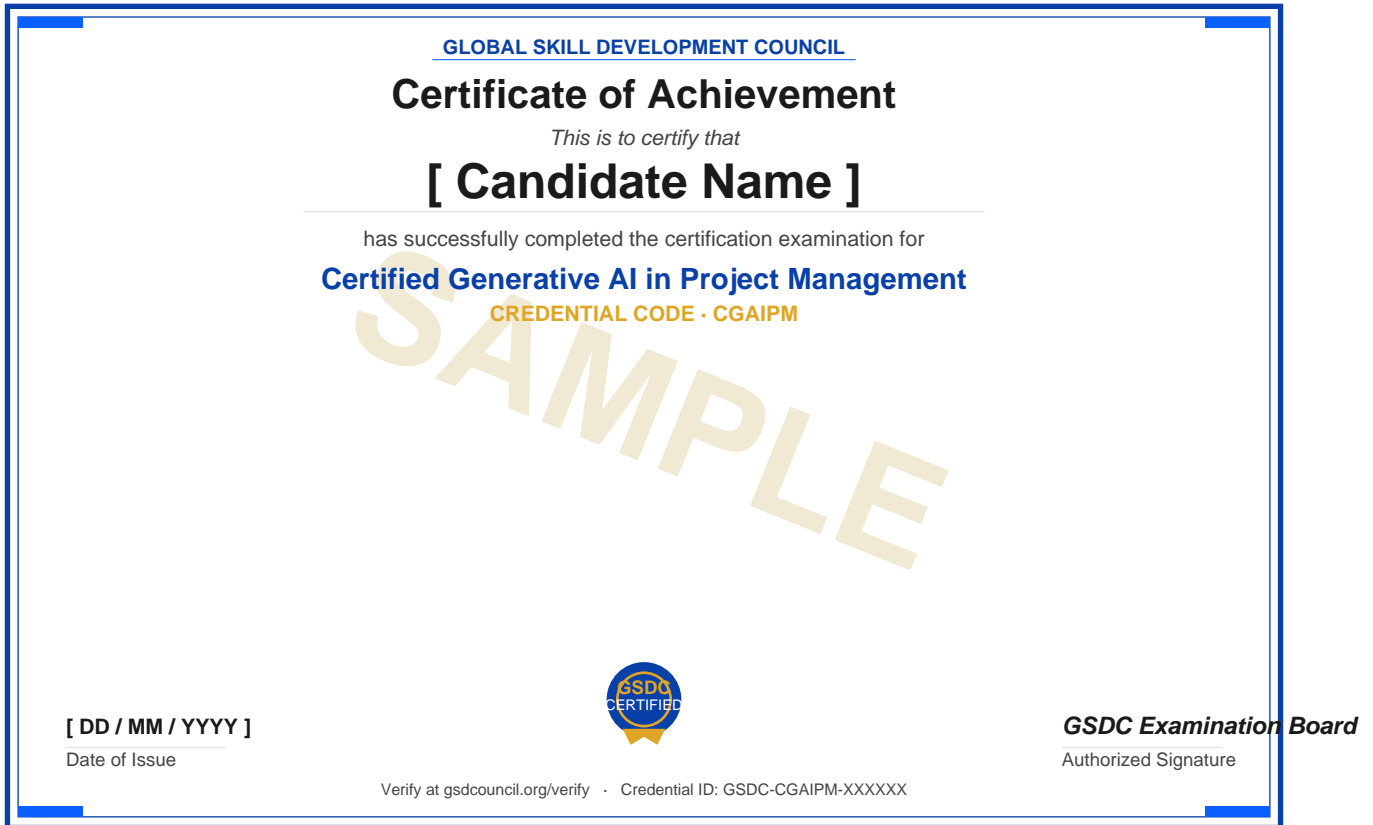 GLOBAL SKILL DEVELOPMENT COUNCIL
Certificate of Achievement
This is to certify that
[ Candidate Name ]
has successfully completed the certification examination for
Certified Generative AI in Project Management
CREDENTIAL CODE · CGAIPM
SAMPLE
GSDC
CERTIFIED
[ DD / MM / YYYY ]
Date of Issue
GSDC Examination Board
Authorized Signature
Verify at gsdcouncil.org/verify · Credential ID: GSDC-CGAIPM-XXXXXX